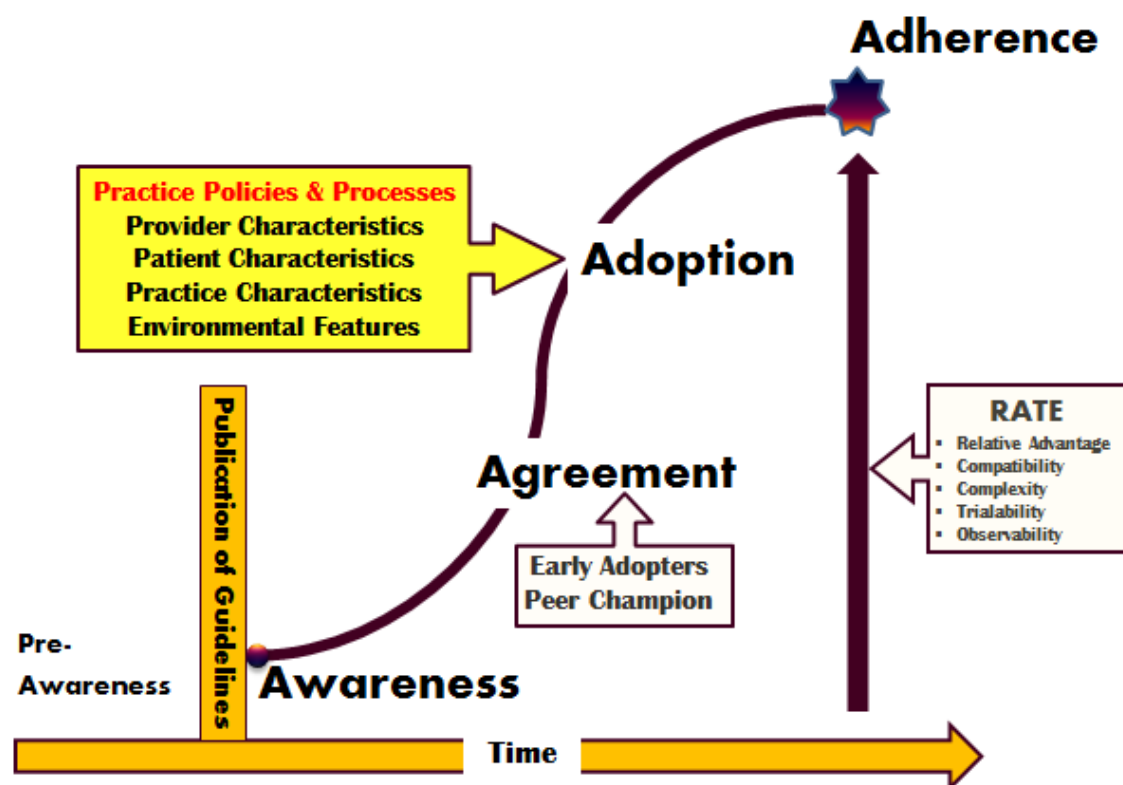 Adherence
Practice Policies & Processes
Provider Characteristics
Patient Characteristics
Practice Characteristics
Environmental Features
Adoption
Publication of Guidelines
RATE
▪ Relative Advantage
▪ Compatibility
▪ Complexity
▪ Trialability
▪ Observability
Agreement
Early Adopters
Peer Champion
Pre-
Awareness
Awareness
Time